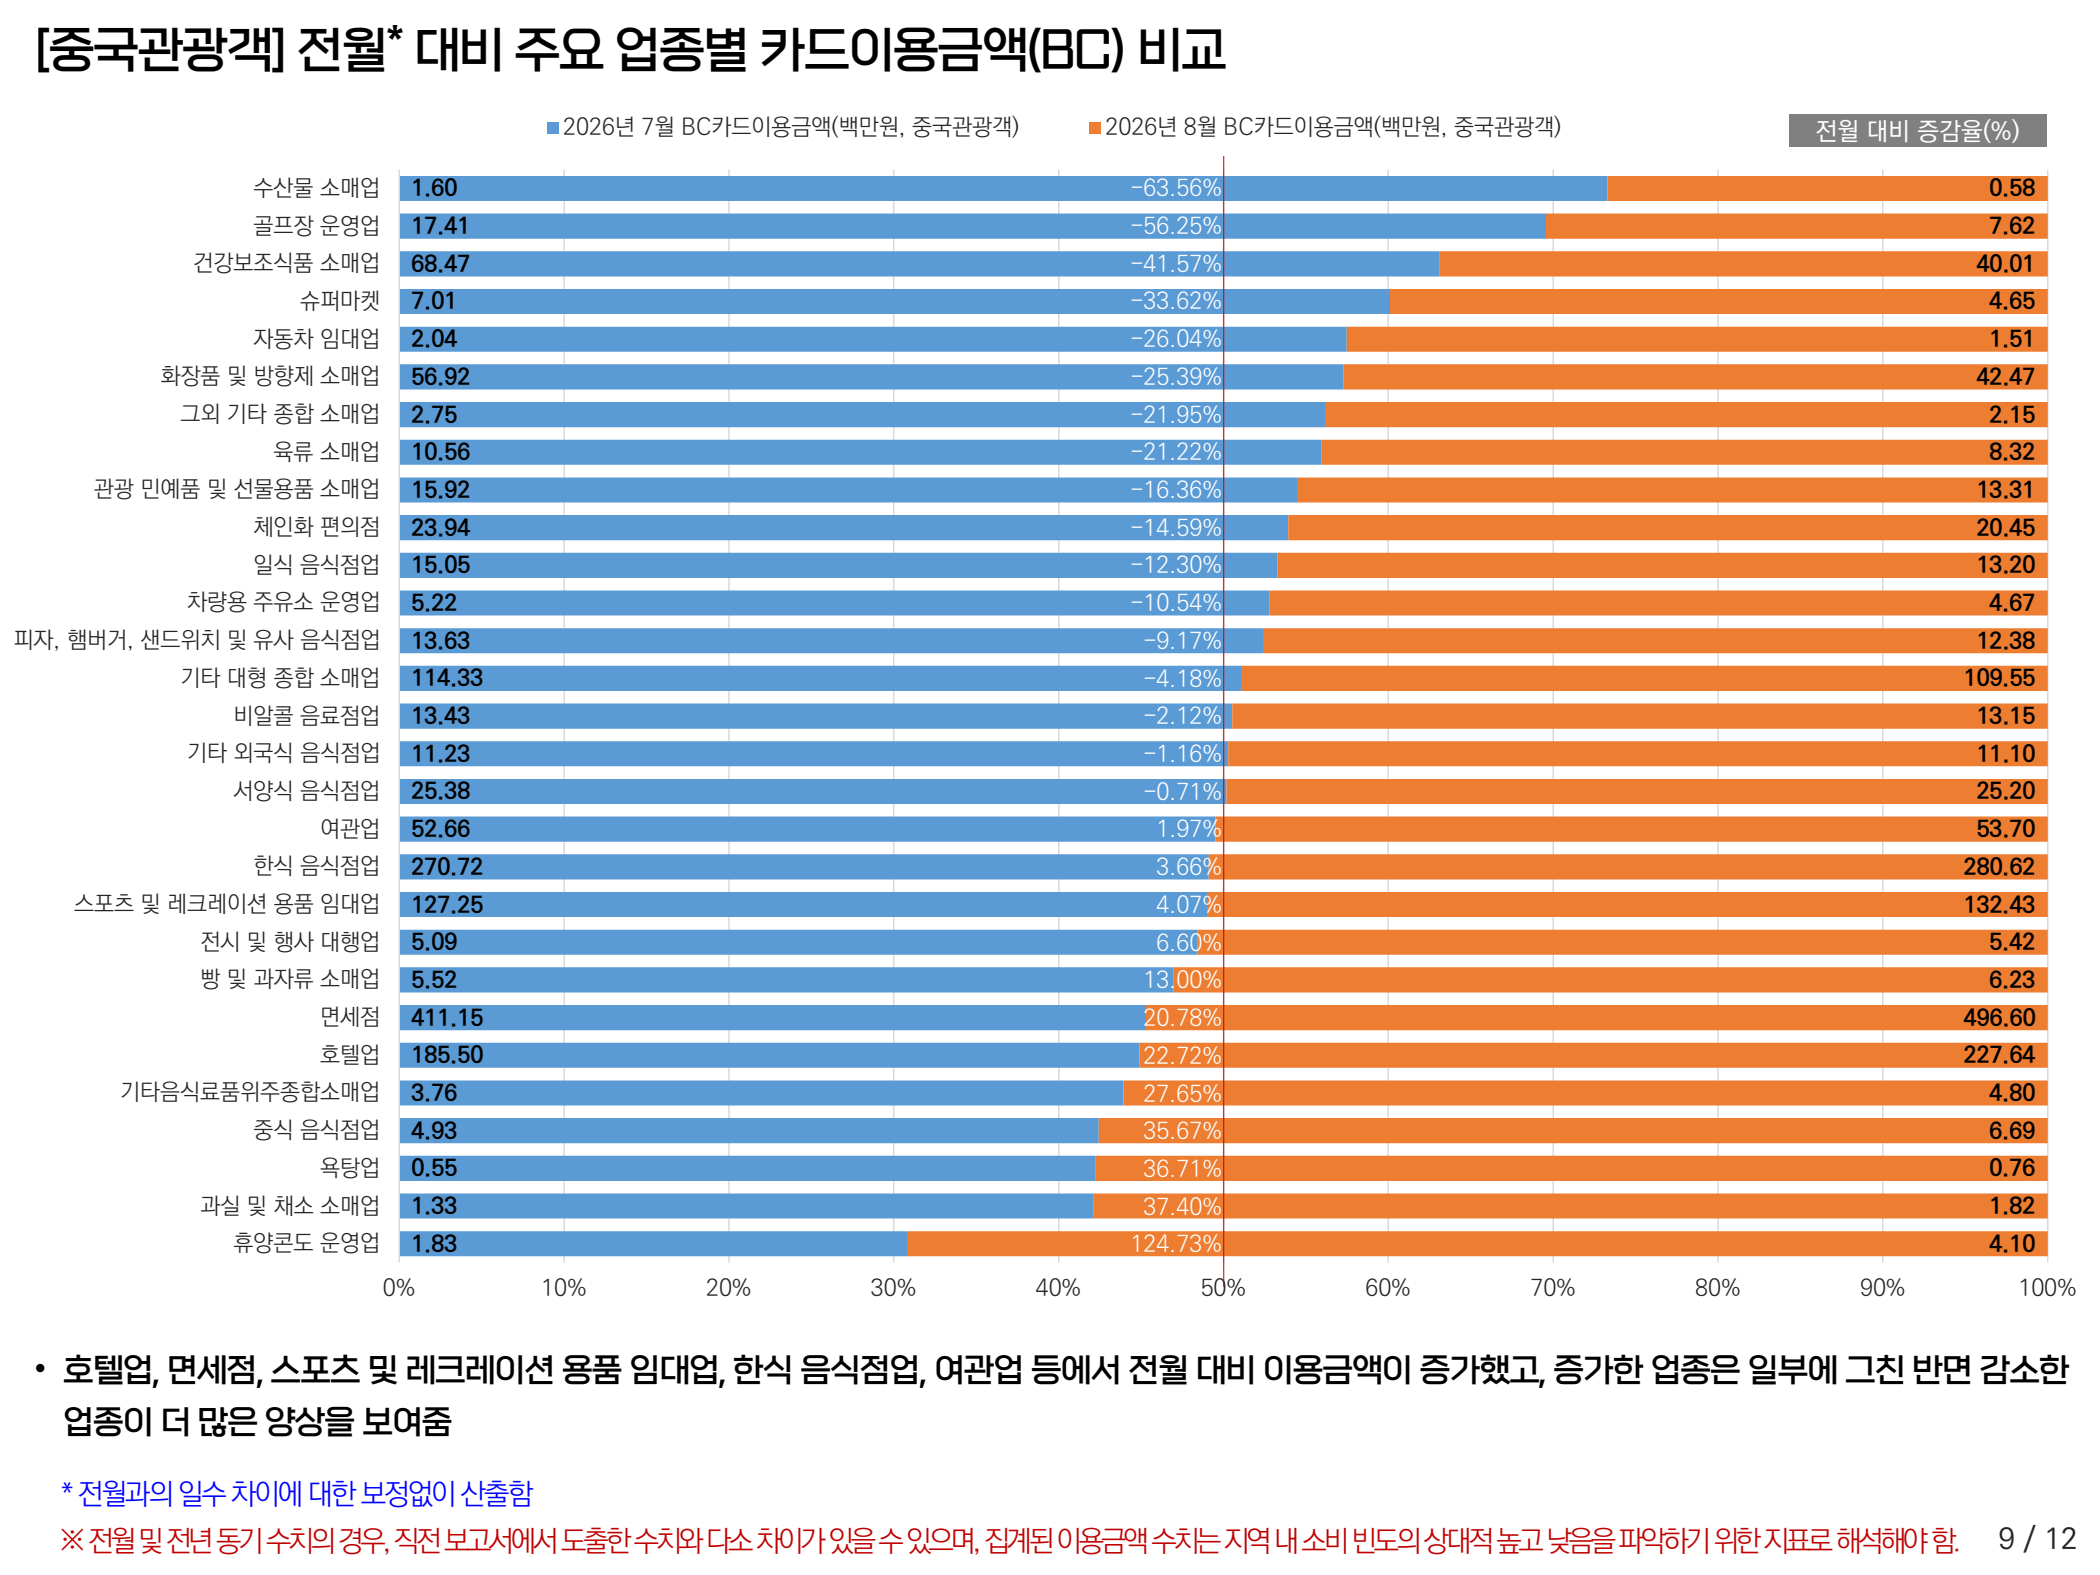 [중국관광객] 전월* 대비 주요 업종별 카드이용금액(BC) 비교
2026년 7월 BC카드이용금액(백만원, 중국관광객) 2026년 8월 BC카드이용금액(백만원, 중국관광객) 전월 대비 증감율(%)
수산물 소매업 1.60 -63.56% 0.58
골프장 운영업 17.41 -56.25% 7.62
건강보조식품 소매업 68.47 -41.57% 40.01
슈퍼마켓 7.01 -33.62% 4.65
자동차 임대업 2.04 -26.04% 1.51
화장품 및 방향제 소매업 56.92 -25.39% 42.47
그외 기타 종합 소매업 2.75 -21.95% 2.15
육류 소매업 10.56 -21.22% 8.32
관광 민예품 및 선물용품 소매업 15.92 -16.36% 13.31
체인화 편의점 23.94 -14.59% 20.45
일식 음식점업 15.05 -12.30% 13.20
차량용 주유소 운영업 5.22 -10.54% 4.67
피자, 햄버거, 샌드위치 및 유사 음식점업 13.63 -9.17% 12.38
기타 대형 종합 소매업 114.33 -4.18% 109.55
비알콜 음료점업 13.43 -2.12% 13.15
기타 외국식 음식점업 11.23 -1.16% 11.10
서양식 음식점업 25.38 -0.71% 25.20
여관업 52.66 1.97% 53.70
한식 음식점업 270.72 3.66% 280.62
스포츠 및 레크레이션 용품 임대업 127.25 4.07% 132.43
전시 및 행사 대행업 5.09 6.60% 5.42
빵 및 과자류 소매업 5.52 13.00% 6.23
면세점 411.15 20.78% 496.60
호텔업 185.50 22.72% 227.64
기타음식료품위주종합소매업 3.76 27.65% 4.80
중식 음식점업 4.93 35.67% 6.69
욕탕업 0.55 36.71% 0.76
과실 및 채소 소매업 1.33 37.40% 1.82
휴양콘도 운영업 1.83 124.73% 4.10
0% 10% 20% 30% 40% 50% 60% 70% 80% 90% 100%
• 호텔업, 면세점, 스포츠 및 레크레이션 용품 임대업, 한식 음식점업, 여관업 등에서 전월 대비 이용금액이 증가했고, 증가한 업종은 일부에 그친 반면 감소한
업종이 더 많은 양상을 보여줌
* 전월과의 일수 차이에 대한 보정없이 산출함
※ 전월 및 전년 동기 수치의 경우, 직전 보고서에서 도출한 수치와 다소 차이가 있을 수 있으며, 집계된 이용금액 수치는 지역 내 소비 빈도의 상대적 높고 낮음을 파악하기 위한 지표로 해석해야 함.
9 / 12